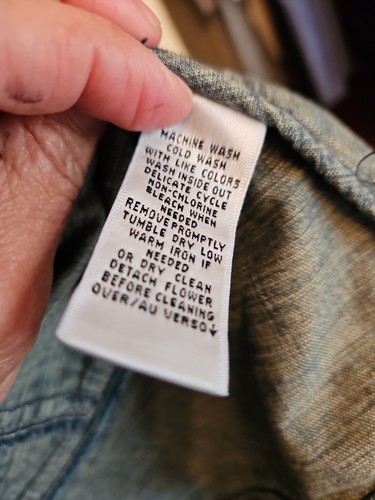 MACHINE WASH
COLD WASH
WITH LIKE COLORS
WASH INSIDE OUT
DELICATE CYCLE
NON-CHLORINE
BLEACH WHEN
NEEDED
REMOVE PROMPTLY
TUMBLE DRY LOW
WARM IRON IF
NEEDED
OR DRY CLEAN
DETACH FLOWER
BEFORE CLEANING
OVER/AU VERSO↓